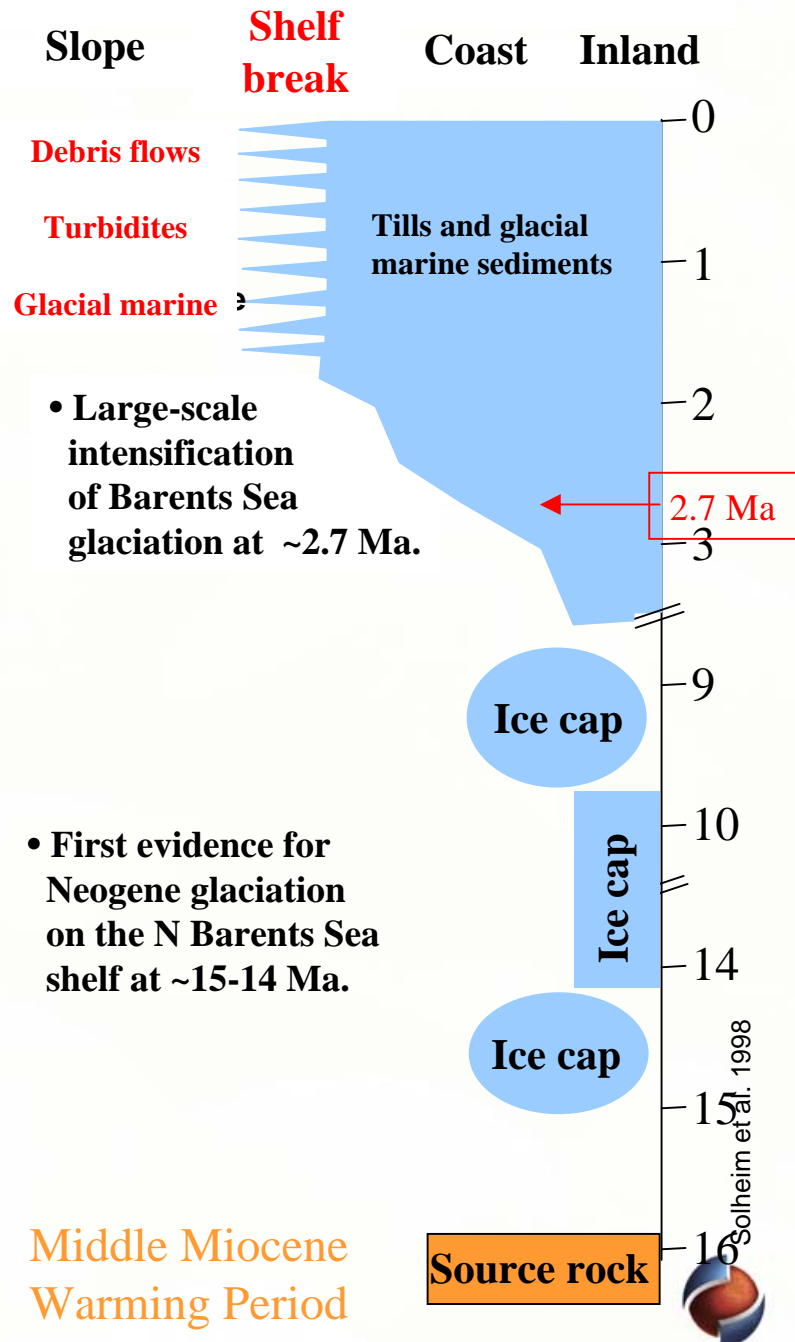 Slope
Shelf
break
Coast
Inland
0
Debris flows
Turbidites
Tills and glacial
marine sediments
1
Glacial marine e
2
• Large-scale
intensification
of Barents Sea
glaciation at ~2.7 Ma.
2.7 Ma
3
9
Ice cap
• First evidence for
Neogene glaciation
on the N Barents Sea
shelf at ~15-14 Ma.
10
Ice cap
14
Ice cap
15
Solheim et al. 1998
Middle Miocene
Warming Period
Source rock
16